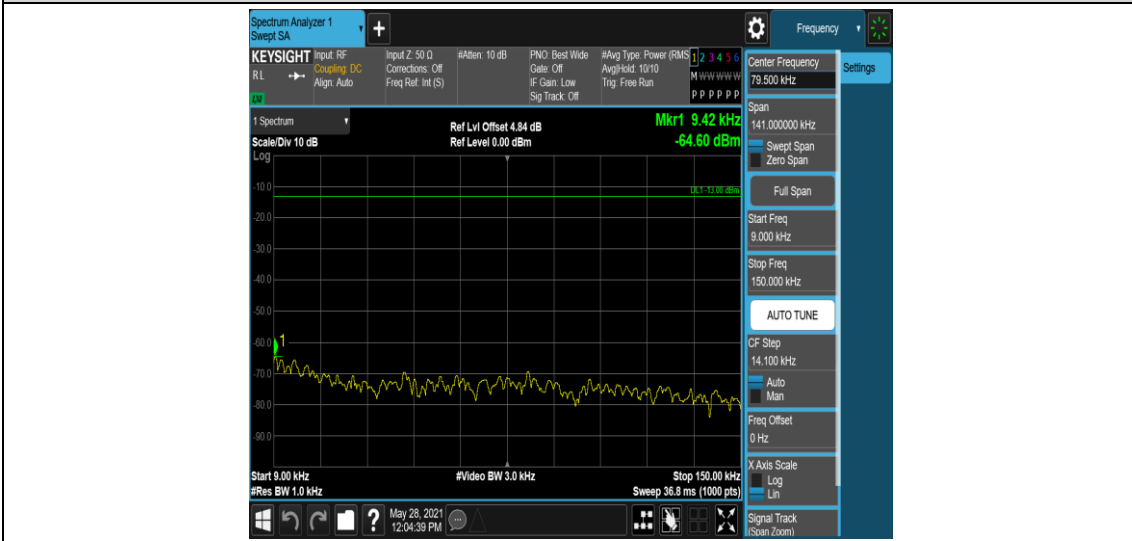 Spectrum Analyzer 1
Swept SA
+
Frequency
KEYSIGHT
RL
Input: RF
Coupling: DC
Align: Auto
Input Z: 50 Ω
Corrections: Off
Freq Ref: Int (S)
#Atten: 10 dB
PNO: Best Wide
Gate: Off
IF Gain: Low
Sig Track: Off
#Avg Type: Power (RMS
Avg|Hold: 10/10
Trig: Free Run
1 2 3 4 5 6
M W W W W W
P P P P P P
1 Spectrum
Scale/Div 10 dB
Log
Ref Lvl Offset 4.84 dB
Ref Level 0.00 dBm
Mkr1 9.42 kHz
-64.60 dBm
DL1 -13.00 dBm
-10.0
-20.0
-30.0
-40.0
-50.0
-60.0
-70.0
-80.0
-90.0
1
Start 9.00 kHz
#Res BW 1.0 kHz
#Video BW 3.0 kHz
Stop 150.00 kHz
Sweep 36.8 ms (1000 pts)
Center Frequency
79.500 kHz
Settings
Span
141.000000 kHz
Swept Span
Zero Span
Full Span
Start Freq
9.000 kHz
Stop Freq
150.000 kHz
AUTO TUNE
CF Step
14.100 kHz
Auto
Man
Freq Offset
0 Hz
X Axis Scale
Log
Lin
Signal Track
(Span Zoom)
?
May 28, 2021
12:04:39 PM